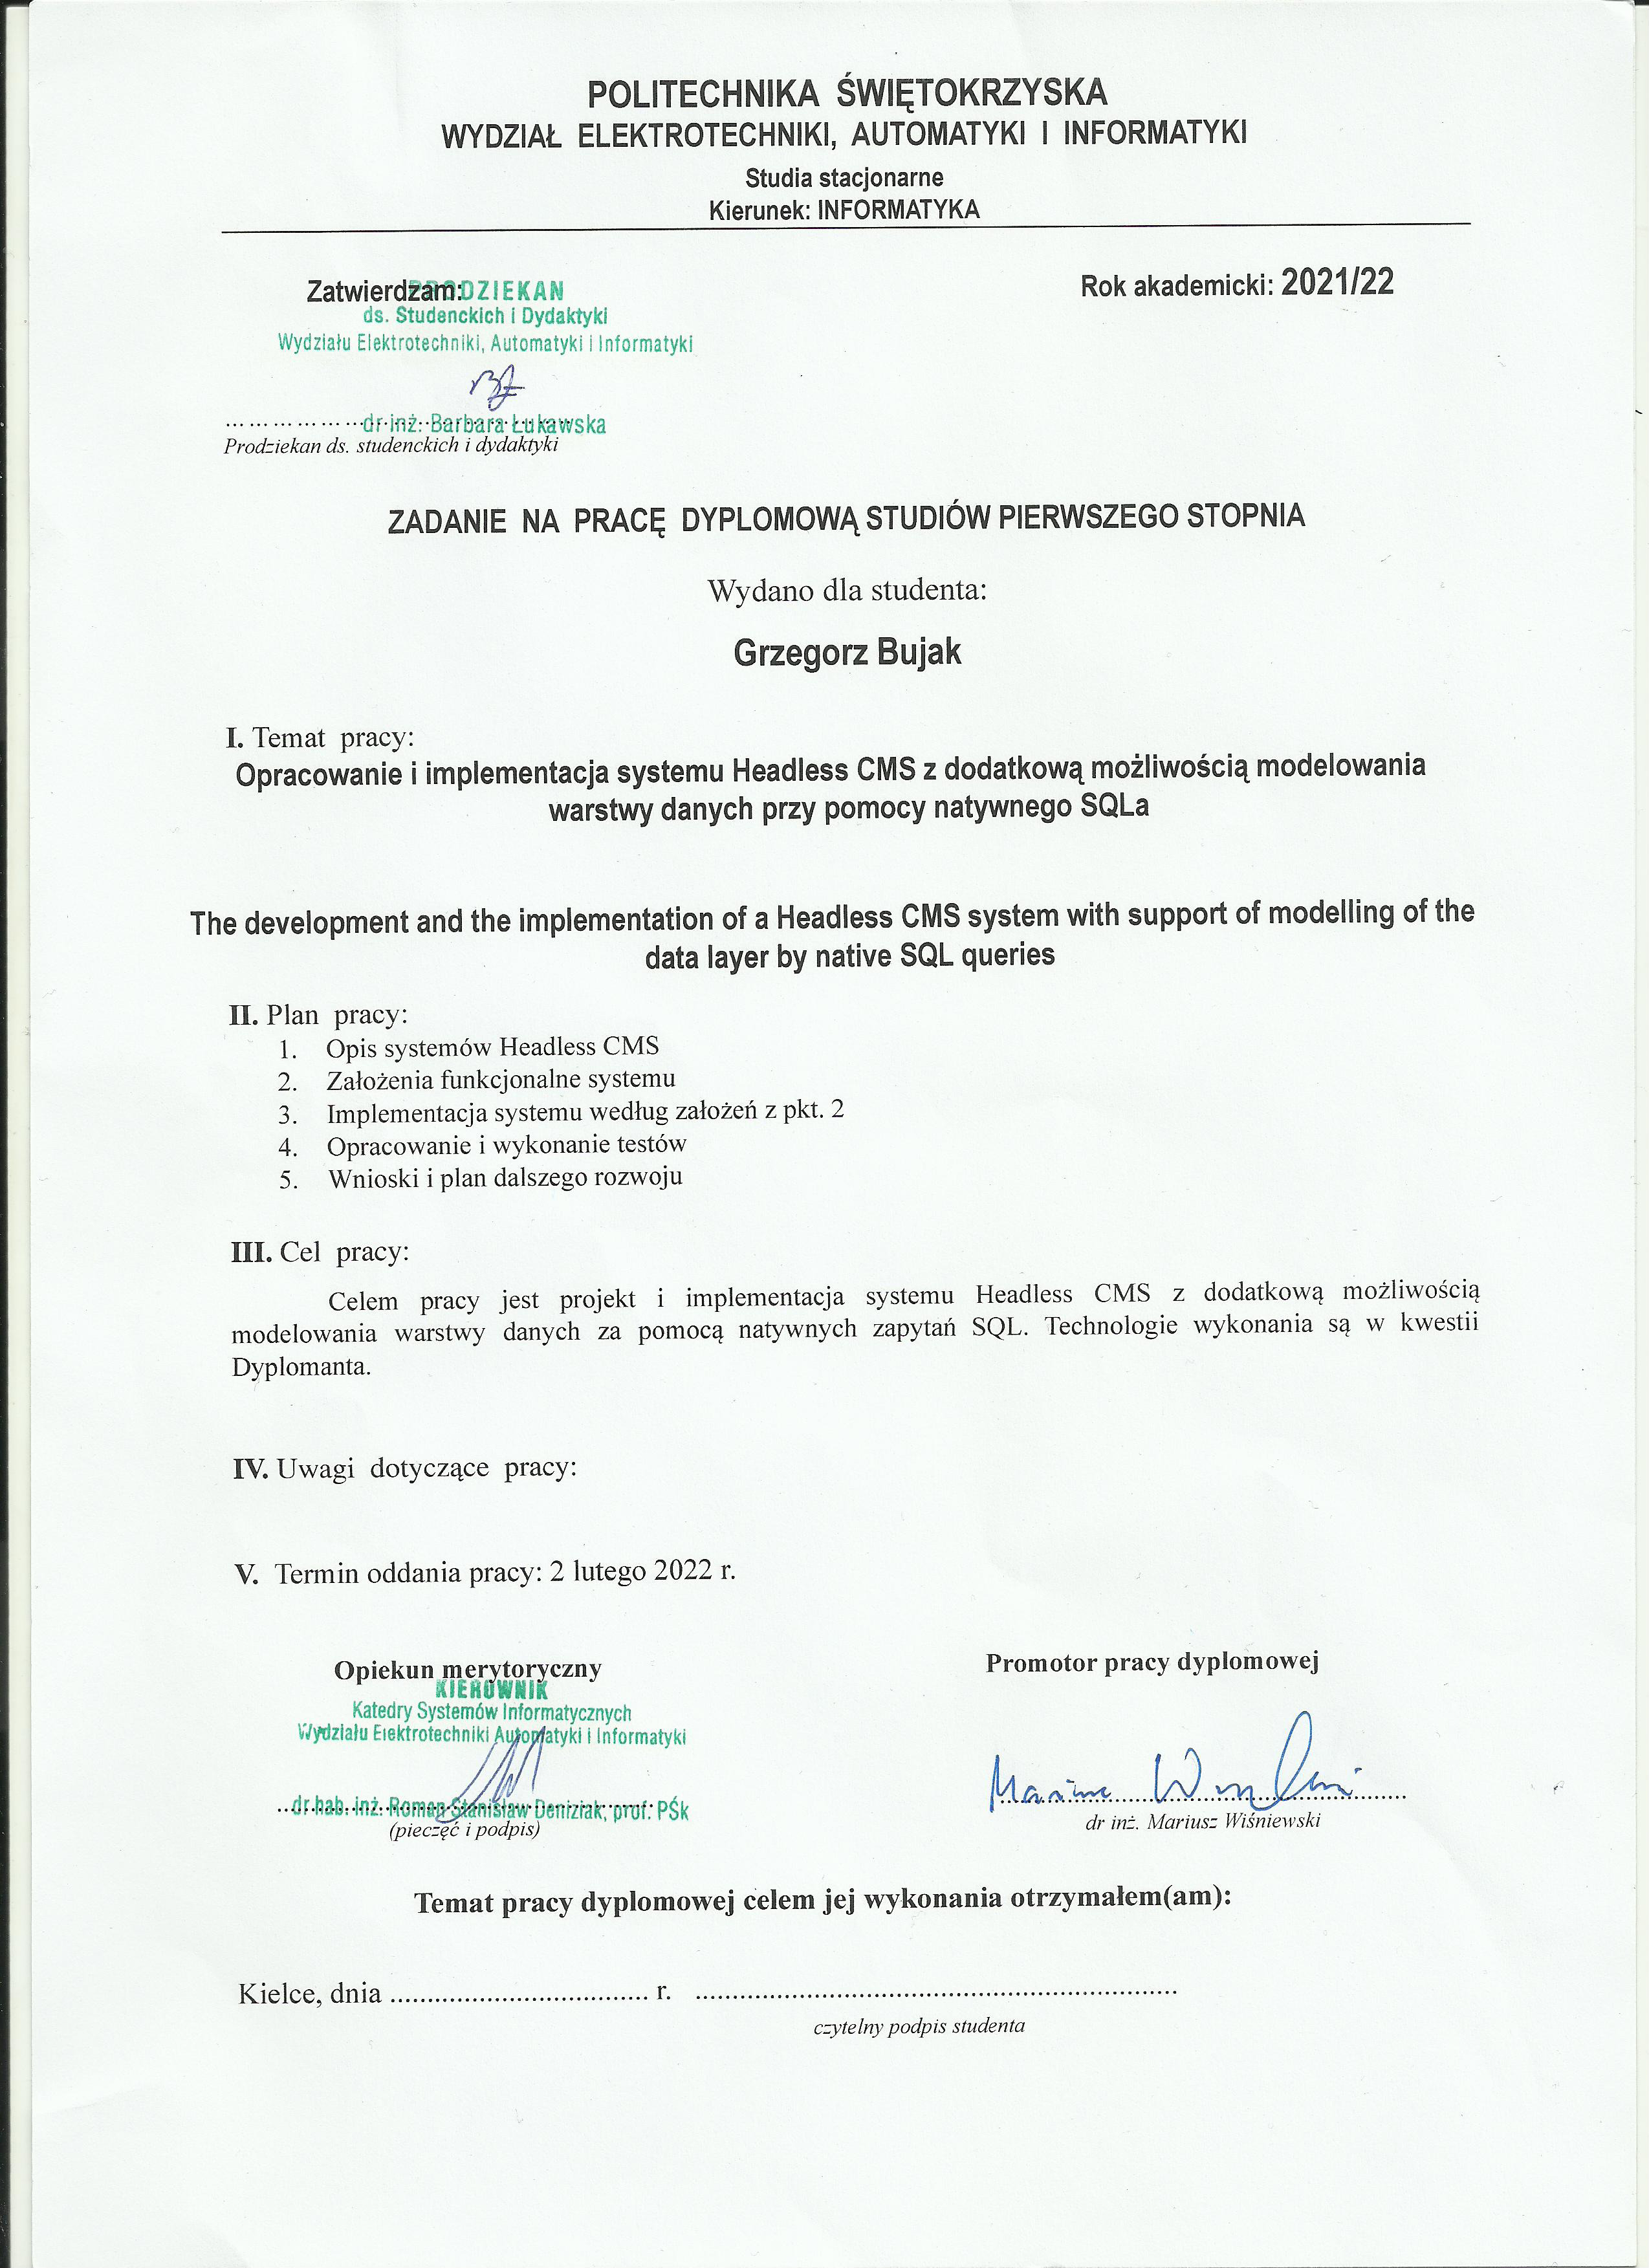 POLITECHNIKA ŚWIĘTOKRZYSKA
WYDZIAŁ ELEKTROTECHNIKI, AUTOMATYKI I INFORMATYKI
Studia stacjonarne
Kierunek: INFORMATYKA
Zatwierdzam: PRODZIEKAN
Rok akademicki: 2021/22
ds. Studenckich i Dydaktyki
Wydziału Elektrotechniki, Automatyki i Informatyki
dr inż. Barbara Łukawska
Prodziekan ds. studenckich i dydaktyki
ZADANIE NA PRACĘ DYPLOMOWĄ STUDIÓW PIERWSZEGO STOPNIA
Wydano dla studenta:
Grzegorz Bujak
I. Temat pracy:
Opracowanie i implementacja systemu Headless CMS z dodatkową możliwością modelowania
warstwy danych przy pomocy natywnego SQLa
The development and the implementation of a Headless CMS system with support of modelling of the
data layer by native SQL queries
II. Plan pracy:
1. Opis systemów Headless CMS
2. Założenia funkcjonalne systemu
3. Implementacja systemu według założeń z pkt. 2
4. Opracowanie i wykonanie testów
5. Wnioski i plan dalszego rozwoju
III. Cel pracy:
Celem pracy jest projekt i implementacja systemu Headless CMS z dodatkową możliwością
modelowania warstwy danych za pomocą natywnych zapytań SQL. Technologie wykonania są w kwestii
Dyplomanta.
IV. Uwagi dotyczące pracy:
V. Termin oddania pracy: 2 lutego 2022 r.
Opiekun merytoryczny
KIEROWNIK
Katedry Systemów Informatycznych
Wydziału Elektrotechniki Automatyki i Informatyki
dr hab. inż. Roman Stanisław Deniziak, prof. PŚk
(pieczęć i podpis)
Promotor pracy dyplomowej
dr inż. Mariusz Wiśniewski
Temat pracy dyplomowej celem jej wykonania otrzymałem(am):
Kielce, dnia .................................. r. ................................................................
czytelny podpis studenta